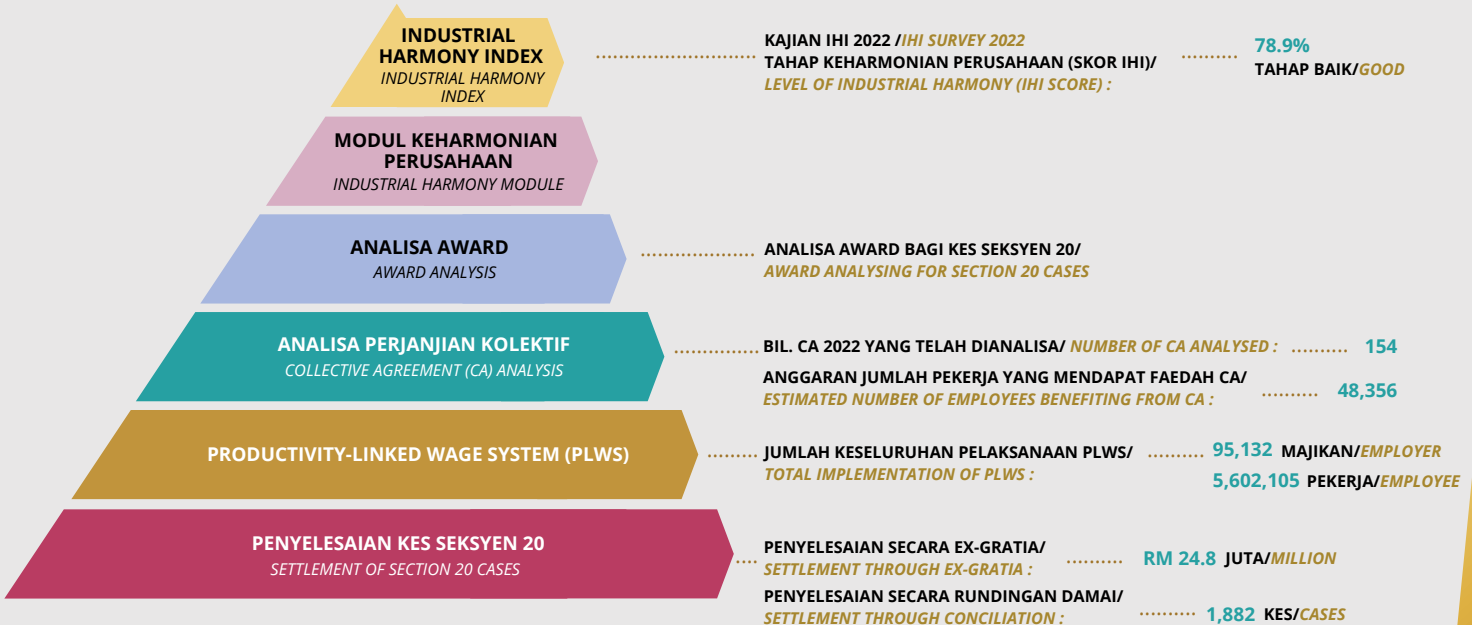 INDUSTRIAL
HARMONY INDEX
INDUSTRIAL HARMONY
INDEX
KAJIAN IHI 2022 /IHI SURVEY 2022
TAHAP KEHARMONIAN PERUSAHAAN (SKOR IHI)/
LEVEL OF INDUSTRIAL HARMONY (IHI SCORE) :
78.9%
TAHAP BAIK/GOOD
MODUL KEHARMONIAN
PERUSAHAAN
INDUSTRIAL HARMONY MODULE
ANALISA AWARD
AWARD ANALYSIS
ANALISA AWARD BAGI KES SEKSYEN 20/
AWARD ANALYSING FOR SECTION 20 CASES
ANALISA PERJANJIAN KOLEKTIF
COLLECTIVE AGREEMENT (CA) ANALYSIS
BIL. CA 2022 YANG TELAH DIANALISA/ NUMBER OF CA ANALYSED : 154
ANGGARAN JUMLAH PEKERJA YANG MENDAPAT FAEDAH CA/
ESTIMATED NUMBER OF EMPLOYEES BENEFITING FROM CA :
48,356
PRODUCTIVITY-LINKED WAGE SYSTEM (PLWS)
JUMLAH KESELURUHAN PELAKSANAAN PLWS/
TOTAL IMPLEMENTATION OF PLWS :
95,132 MAJIKAN/EMPLOYER
5,602,105 PEKERJA/EMPLOYEE
PENYELESAIAN KES SEKSYEN 20
SETTLEMENT OF SECTION 20 CASES
PENYELESAIAN SECARA EX-GRATIA/
SETTLEMENT THROUGH EX-GRATIA :
RM 24.8 JUTA/MILLION
PENYELESAIAN SECARA RUNDINGAN DAMAI/
SETTLEMENT THROUGH CONCILIATION :
1,882 KES/CASES